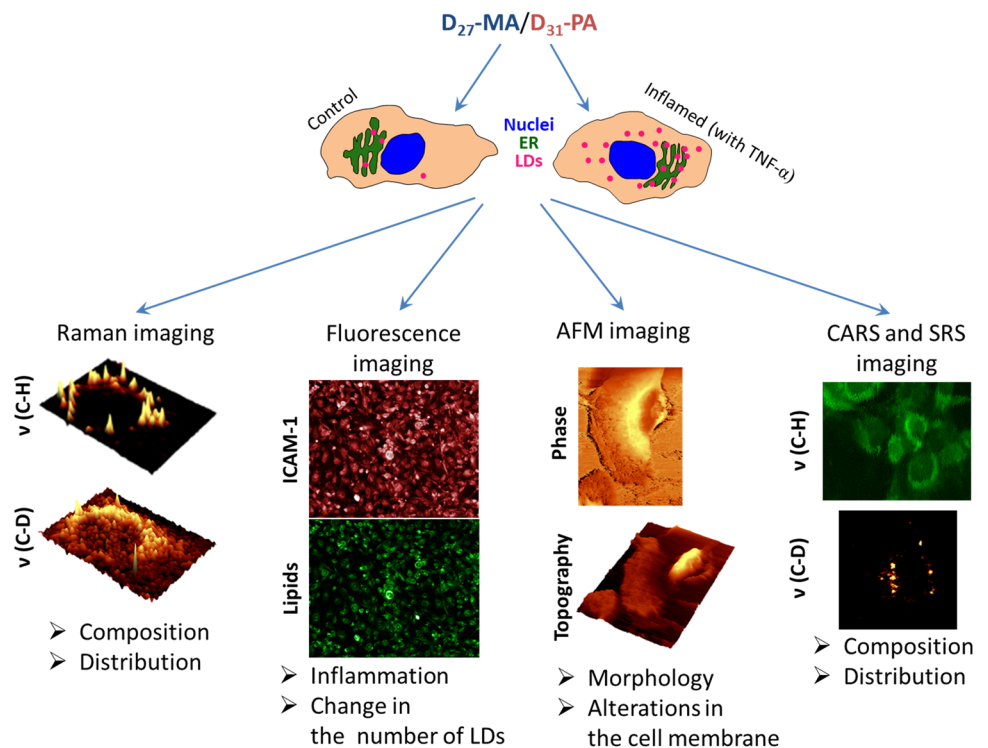 D27-MA/D31-PA
Control
Nuclei
ER
LDs
Inflamed (with TNF-α)
Raman imaging
ν (C-H)
ν (C-D)
➢ Composition
➢ Distribution
Fluorescence
imaging
ICAM-1
Lipids
➢ Inflammation
➢ Change in
the number of LDs
AFM imaging
Phase
Topography
➢ Morphology
➢ Alterations in
the cell membrane
CARS and SRS
imaging
ν (C-H)
ν (C-D)
➢ Composition
➢ Distribution